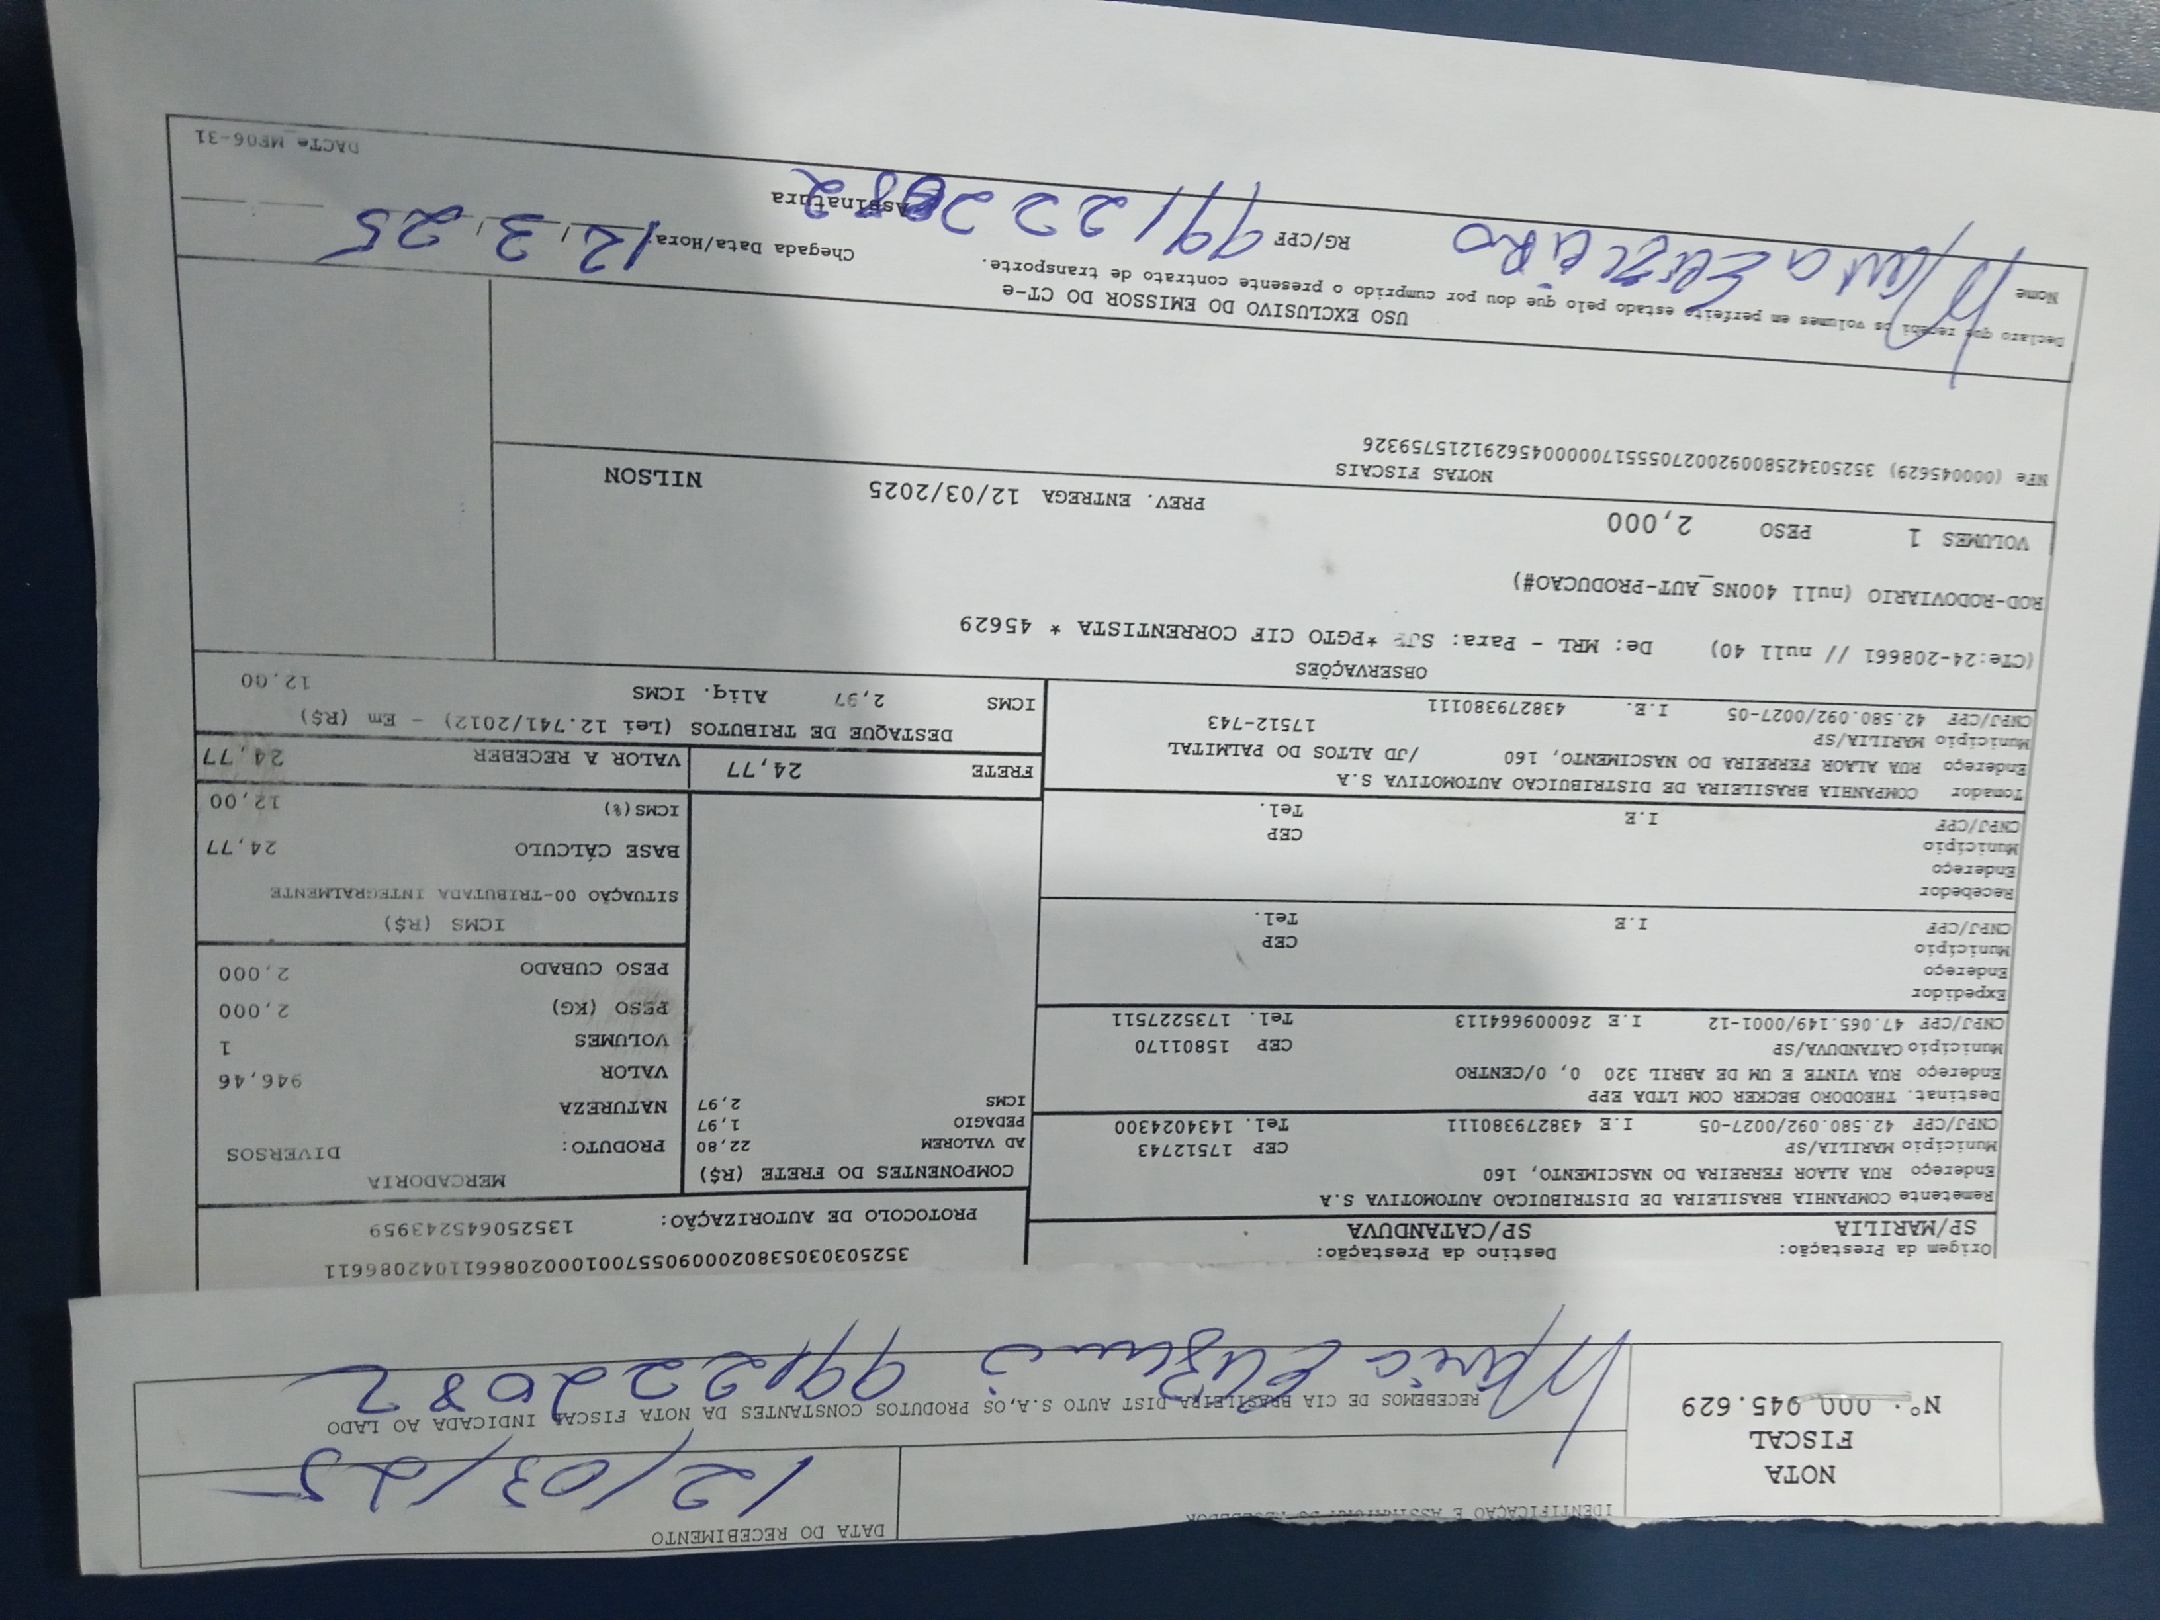 DATA DO RECEBIMENTO
12/03/25
NOTA
FISCAL
Nº. 000 945.629
RECEBEMOS DE CIA BRASILEIRA DIST AUTO S.A, OS PRODUTOS CONSTANTES DA NOTA FISCAL INDICADA AO LADO
991222082
Origem da Prestação:
SP/MARILIA
Destino da Prestação:
SP/CATANDUVA
Remetente COMPANHIA BRASILEIRA DE DISTRIBUICAO AUTOMOTIVA S.A
Endereço RUA ALAOR FERREIRA DO NASCIMENTO, 160
Município MARILIA/SP CEP 17512743
CNPJ/CPF 42.580.092/0027-05 I.E 438279380111 Tel. 1434024300
Destinat. THEODORO BECKER COM LTDA EPP
Endereço RUA VINTE E UM DE ABRIL 320 0, 0/CENTRO
Município CATANDUVA/SP CEP 15801170
CNPJ/CPF 47.065.149/0001-12 I.E 260009664113 Tel. 1735227511
Expedidor
Endereço
Município CEP
CNPJ/CPF I.E Tel.
Recebedor
Endereço
Município CEP
CNPJ/CPF I.E Tel.
Tomador COMPANHIA BRASILEIRA DE DISTRIBUICAO AUTOMOTIVA S.A
Endereço RUA ALAOR FERREIRA DO NASCIMENTO, 160 /JD ALTOS DO PALMITAL
Município MARILIA/SP 17512-743
CNPJ/CPF 42.580.092/0027-05 I.E. 438279380111
PROTOCOLO DE AUTORIZAÇÃO: 135250645243959
COMPONENTES DO FRETE (R$)
AD VALOREM 22,80
PEDAGIO 1,97
ICMS 2,97
MERCADORIA
PRODUTO: DIVERSOS
NATUREZA
VALOR 946,46
VOLUMES 1
PESO (KG) 2,000
PESO CUBADO 2,000
ICMS (R$)
SITUAÇÃO 00-TRIBUTADA INTEGRALMENTE
BASE CÁLCULO 24,77
ICMS(%) 12,00
FRETE 24,77
VALOR A RECEBER 24,77
DESTAQUE DE TRIBUTOS (Lei 12.741/2012) - Em (R$)
ICMS 2,97 Aliq. ICMS 12,00
OBSERVAÇÕES
(CTe:24-208661 // null 40) De: MRL - Para: *PGTO CIF CORRENTISTA * 45629
ROD-RODOVIARIO (null 400NS_AUT-PRODUCAO#)
VOLUMES 1 PESO 2,000 PREV. ENTREGA 12/03/2025 NILSON
NOTAS FISCAIS
NFe (000045629) 35250342580092002705551700000456291215759326
USO EXCLUSIVO DO EMISSOR DO CT-e
Declaro que recebi os volumes em perfeito estado pelo que dou por cumprido o presente contrato de transporte.
Nome RG/CPF 991222082 Assinatura
Chegada Data/Hora: 12 3 25
DACTe_MF06-31